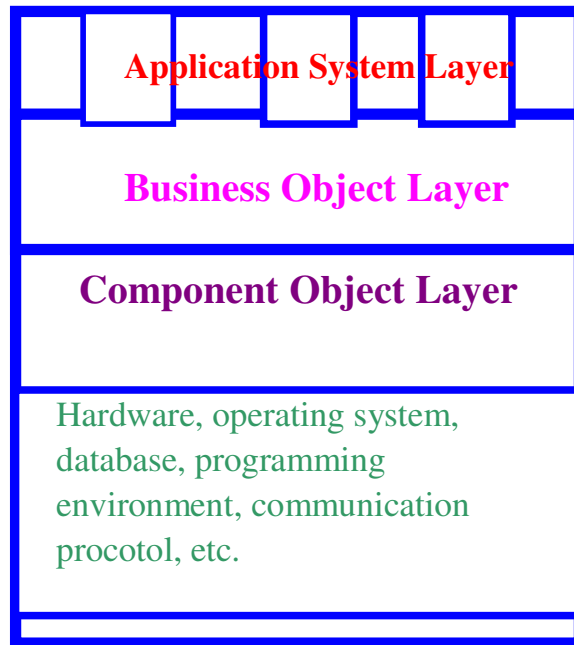 Application System Layer
Business Object Layer
Component Object Layer
Hardware, operating system,
database, programming
environment, communication
procotol, etc.